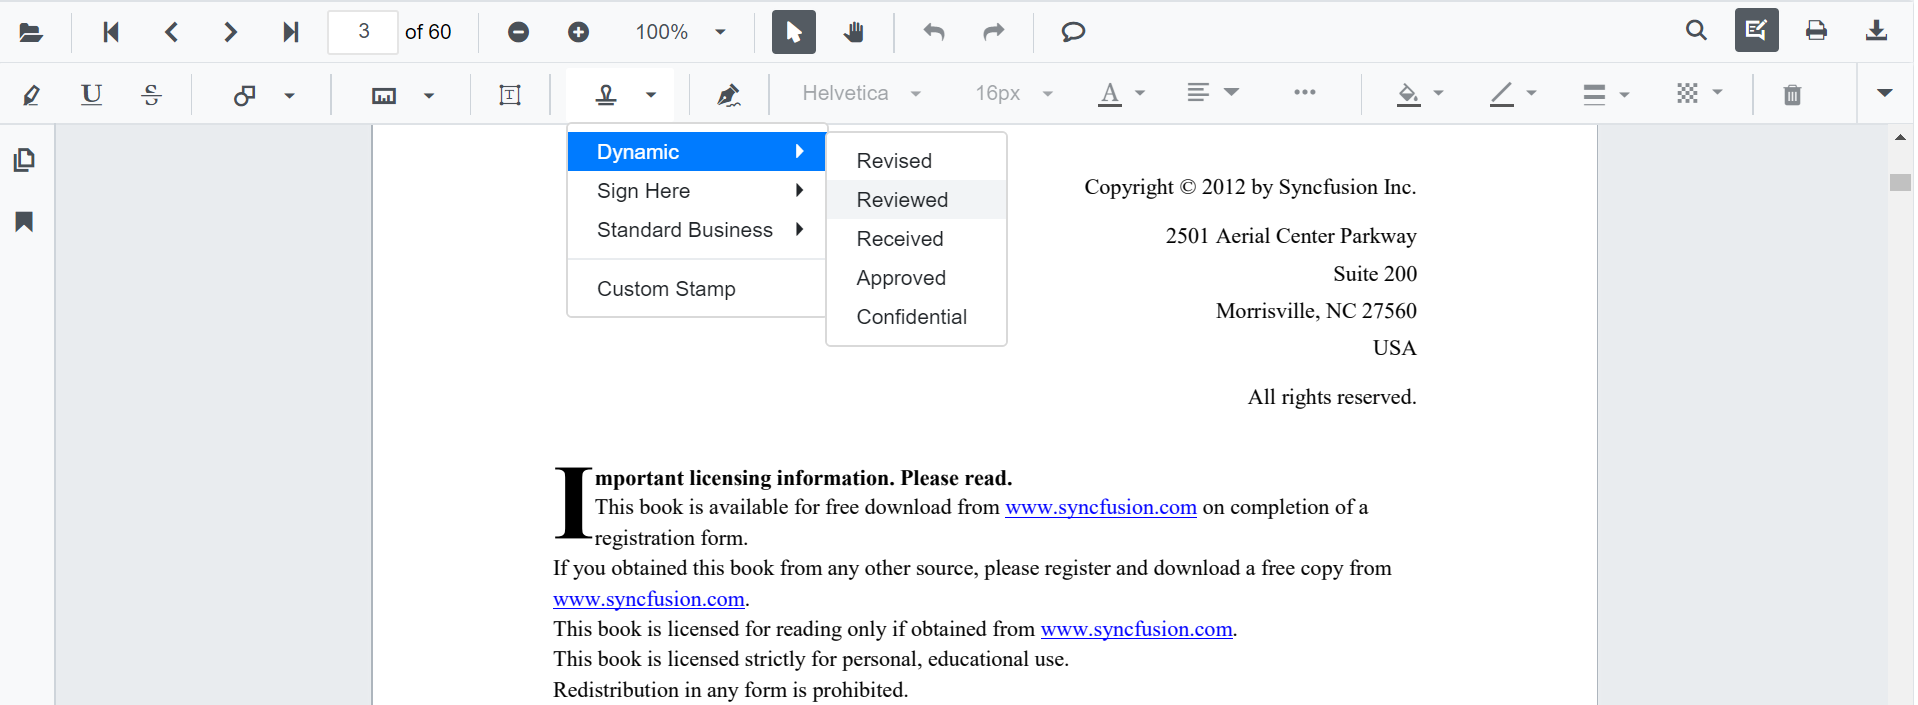 3 of 60 100%
U S T Helvetica 16px A
Dynamic
Sign Here
Standard Business
Custom Stamp
Revised
Reviewed
Received
Approved
Confidential
Copyright © 2012 by Syncfusion Inc.
2501 Aerial Center Parkway
Suite 200
Morrisville, NC 27560
USA
All rights reserved.
Important licensing information. Please read.
This book is available for free download from www.syncfusion.com on completion of a
registration form.
If you obtained this book from any other source, please register and download a free copy from
www.syncfusion.com.
This book is licensed for reading only if obtained from www.syncfusion.com.
This book is licensed strictly for personal, educational use.
Redistribution in any form is prohibited.